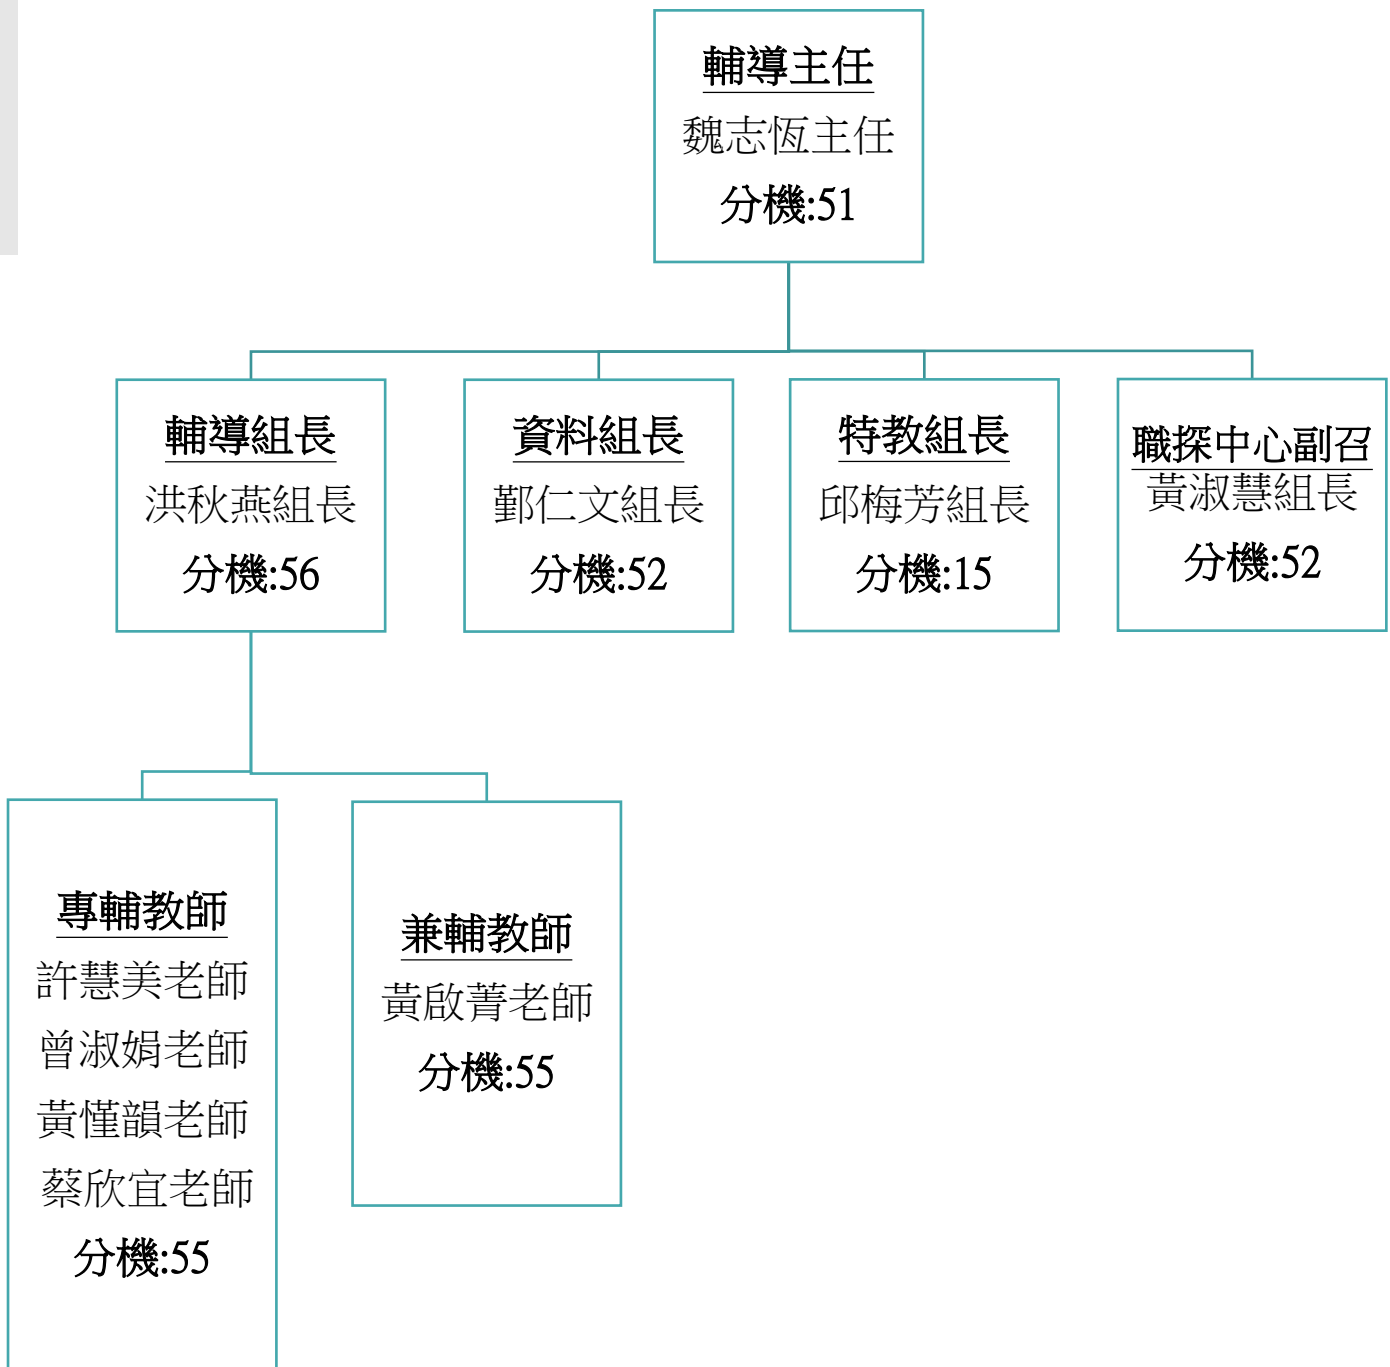 輔導主任
魏志恆主任
分機:51
輔導組長
洪秋燕組長
分機:56
資料組長
鄞仁文組長
分機:52
特教組長
邱梅芳組長
分機:15
職探中心副召
黃淑慧組長
分機:52
專輔教師
許慧美老師
曾淑娟老師
黃慬韻老師
蔡欣宜老師
分機:55
兼輔教師
黃啟菁老師
分機:55